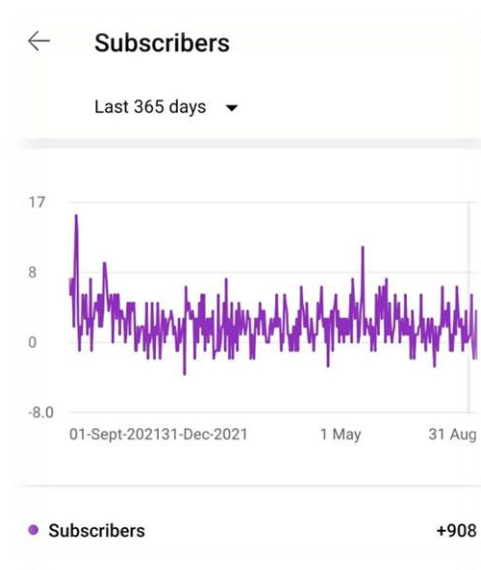 Subscribers
Last 365 days
17
8
0
-8.0
01-Sept-202131-Dec-2021 1 May 31 Aug
Subscribers +908